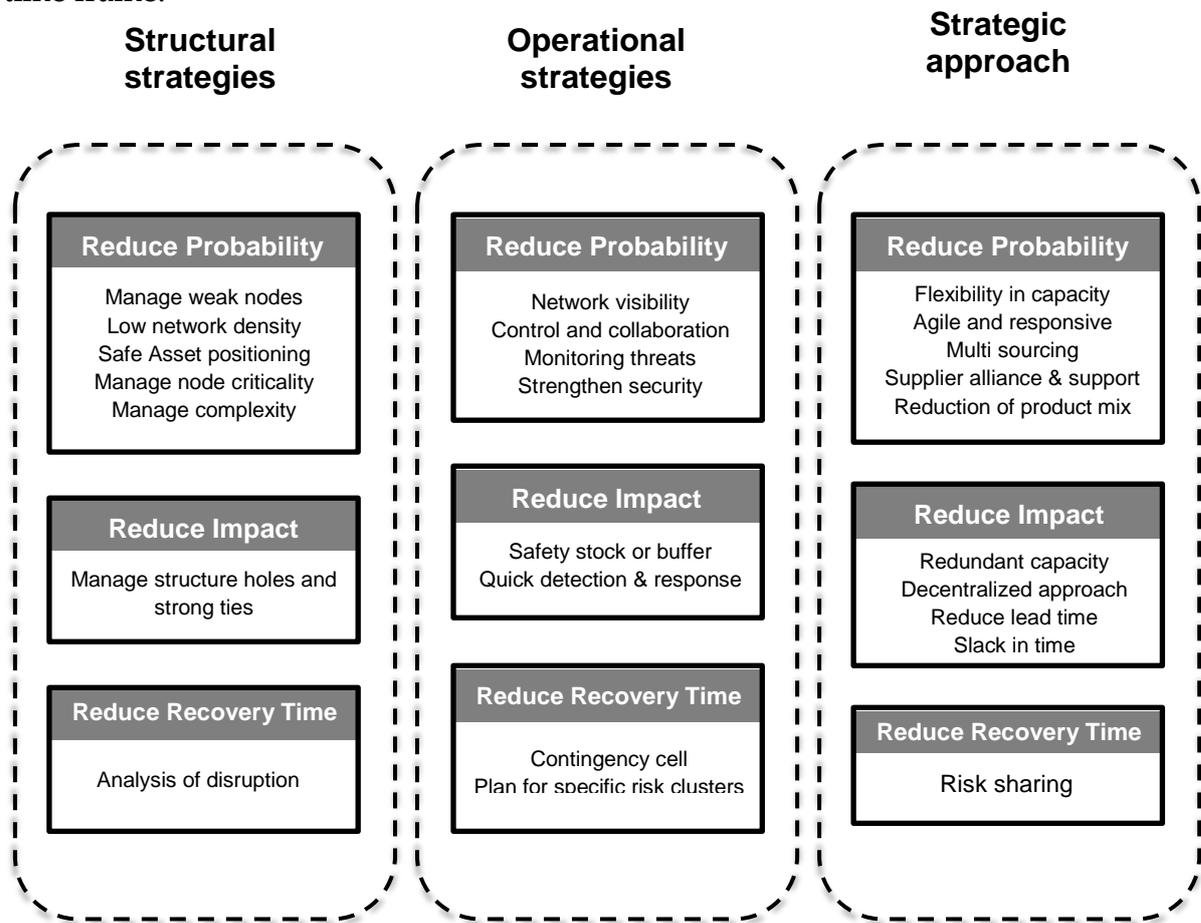 Structural
strategies
Reduce Probability
Manage weak nodes
Low network density
Safe Asset positioning
Manage node criticality
Manage complexity
Reduce Impact
Manage structure holes and
strong ties
Reduce Recovery Time
Analysis of disruption
Operational
strategies
Reduce Probability
Network visibility
Control and collaboration
Monitoring threats
Strengthen security
Reduce Impact
Safety stock or buffer
Quick detection & response
Reduce Recovery Time
Contingency cell
Plan for specific risk clusters
Strategic
approach
Reduce Probability
Flexibility in capacity
Agile and responsive
Multi sourcing
Supplier alliance & support
Reduction of product mix
Reduce Impact
Redundant capacity
Decentralized approach
Reduce lead time
Slack in time
Reduce Recovery Time
Risk sharing